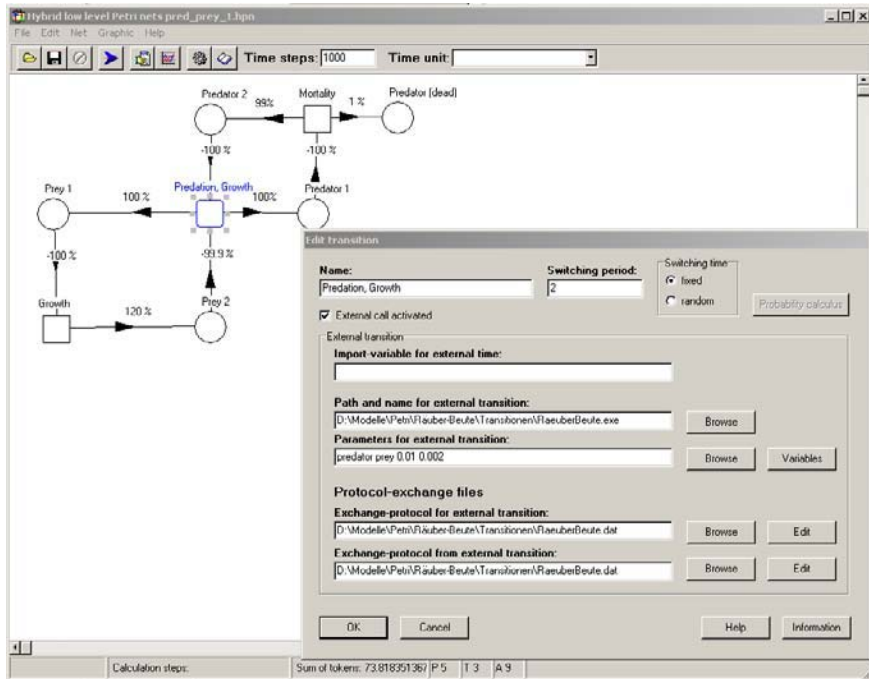 Hybrid low level Petri nets pred_prey_1.hpn
File Edit Net Graphic Help
Time steps: 1000 Time unit:
Predator 2 99% Mortality 1 % Predator (dead)
-100 % -100 %
Prey 1 100 % Predation, Growth 100% Predator 1
-100 % -99.9 %
Growth 120 % Prey 2
Edit transition
Name: Switching period: Switching time
Predation, Growth 2 fixed
random Probability calculus
External call activated
External transition
Import-variable for external time:
Path and name for external transition:
D:\Modelle\Petri\Räuber-Beute\Transitionen\RaeuberBeute.exe Browse
Parameters for external transition:
predator prey 0.01 0.002 Browse Variables
Protocol-exchange files
Exchange-protocol for external transition:
D:\Modelle\Petri\Räuber-Beute\Transitionen\RaeuberBeute.dat Browse Edit
Exchange-protocol from external transition:
D:\Modelle\Petri\Räuber-Beute\Transitionen\RaeuberBeute.dat Browse Edit
OK Cancel Help Information
Calculation steps: Sum of tokens: 73.818351367 P 5 T 3 A 9